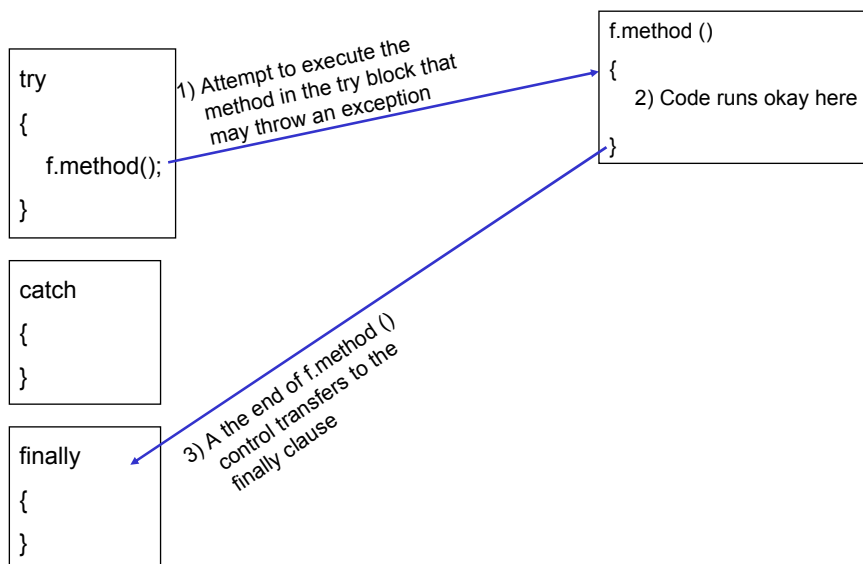 try
{
f.method();
}
1) Attempt to execute the
method in the try block that
may throw an exception
f.method ()
{
2) Code runs okay here
}
catch
{
}
3) A the end of f.method ()
control transfers to the
finally clause
finally
{
}